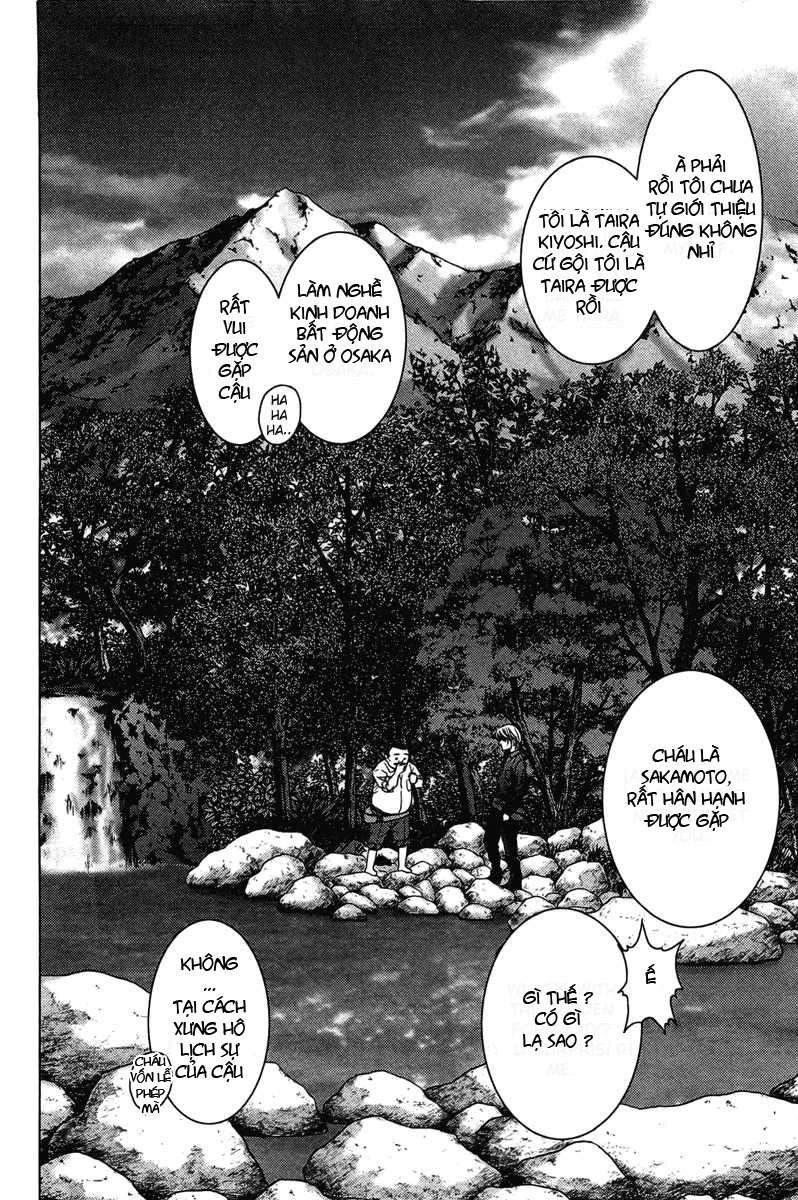 À PHẢI
RỒI TÔI CHƯA
TỰ GIỚI THIỆU
ĐÚNG KHÔNG
NHỈ
TÔI LÀ TAIRA
KIYOSHI. CẬU
CỨ GỘI TÔI LÀ
TAIRA ĐƯỢC
RỒI
LÀM NGHỀ
KINH DOANH
BẤT ĐỘNG
SẢN Ở OSAKA
RẤT
VUI
ĐƯỢC
GẶP
CẬU
HA
HA
HA..
CHÁU LÀ
SAKAMOTO,
RẤT HÂN HẠNH
ĐƯỢC GẶP
Ế
GÌ THẾ ?
CÓ GÌ
LẠ SAO ?
KHÔNG
...
TẠI CÁCH
XƯNG HÔ
LỊCH SỰ
CỦA CẬU
CHÁU
VỐN LỄ
PHÉP
MÀ